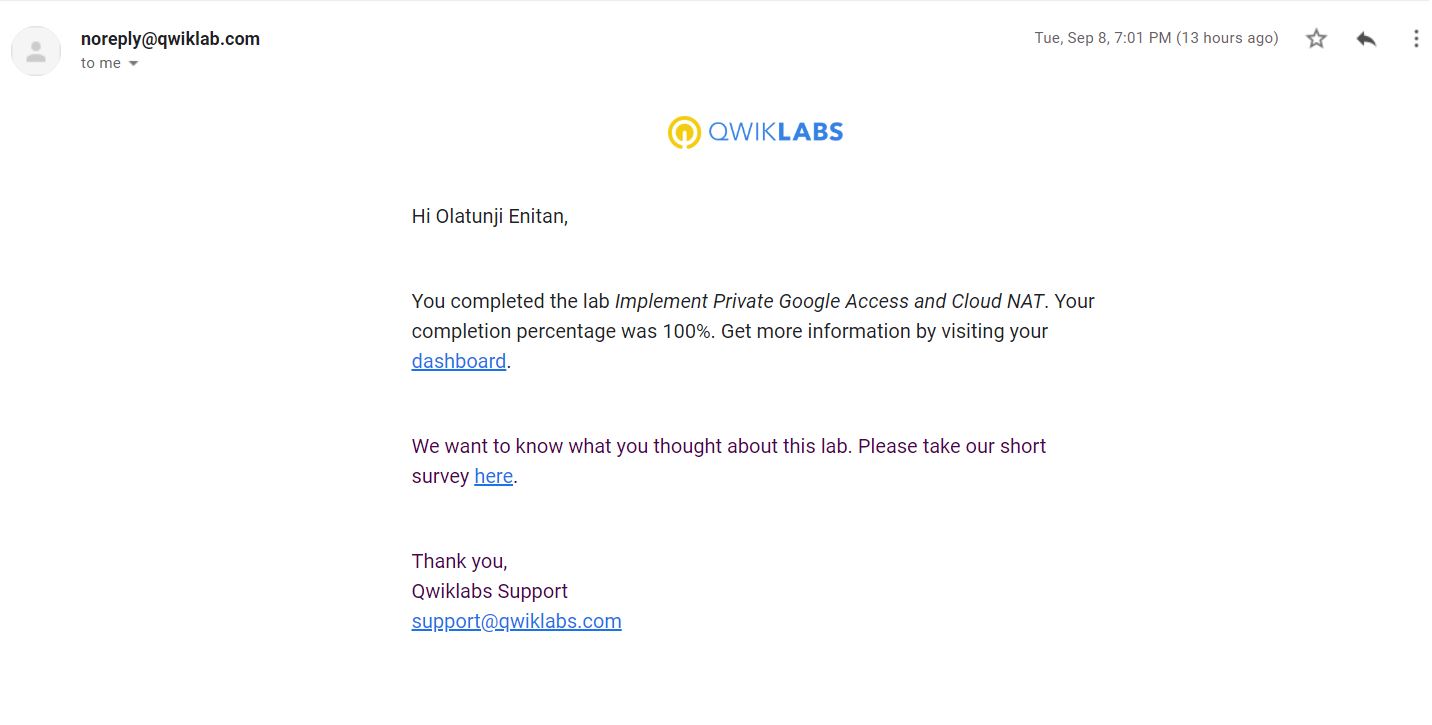 noreply@qwiklab.com
Tue, Sep 8, 7:01 PM (13 hours ago)
to me
QWIKLABS
Hi Olatunji Enitan,
You completed the lab Implement Private Google Access and Cloud NAT. Your
completion percentage was 100%. Get more information by visiting your
dashboard.
We want to know what you thought about this lab. Please take our short
survey here.
Thank you,
Qwiklabs Support
support@qwiklabs.com